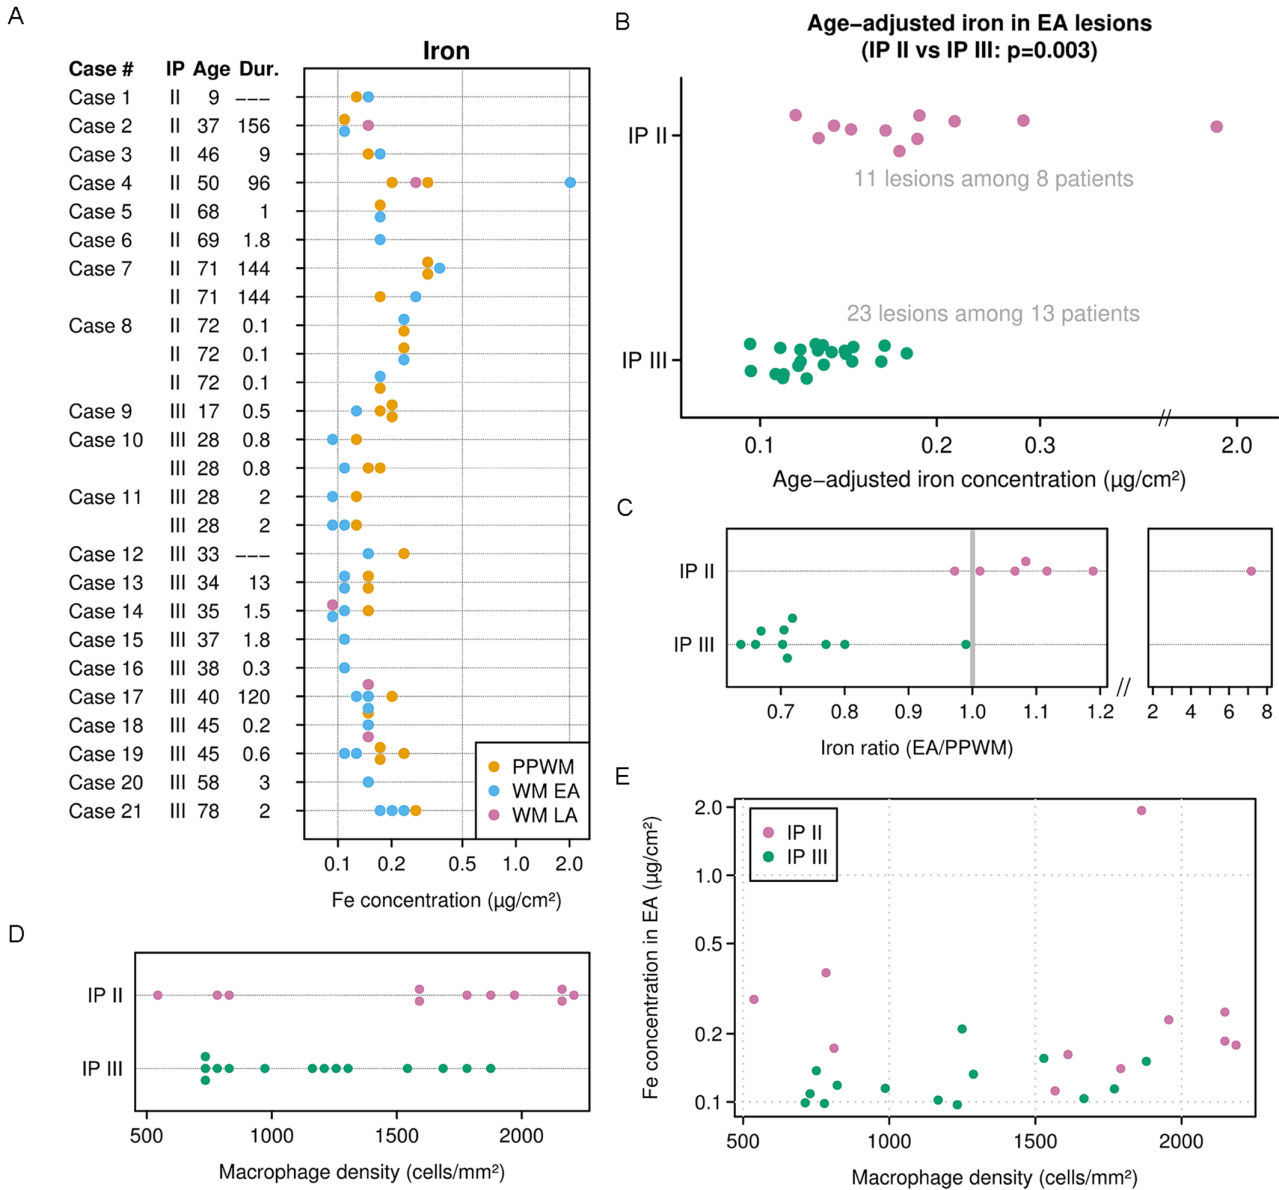 A
Iron
Case # IP Age Dur.
Case 1 II 9 −−−
Case 2 II 37 156
Case 3 II 46 9
Case 4 II 50 96
Case 5 II 68 1
Case 6 II 69 1.8
Case 7 II 71 144
II 71 144
Case 8 II 72 0.1
II 72 0.1
II 72 0.1
Case 9 III 17 0.5
Case 10 III 28 0.8
III 28 0.8
Case 11 III 28 2
III 28 2
Case 12 III 33 −−−
Case 13 III 34 13
Case 14 III 35 1.5
Case 15 III 37 1.8
Case 16 III 38 0.3
Case 17 III 40 120
Case 18 III 45 0.2
Case 19 III 45 0.6
Case 20 III 58 3
Case 21 III 78 2
PPWM
WM EA
WM LA
0.1 0.2 0.5 1.0 2.0
Fe concentration (µg/cm²)
B
Age−adjusted iron in EA lesions
(IP II vs IP III: p=0.003)
IP II
11 lesions among 8 patients
23 lesions among 13 patients
IP III
0.1 0.2 0.3 // 2.0
Age−adjusted iron concentration (µg/cm²)
C
IP II
IP III
0.7 0.8 0.9 1.0 1.1 1.2 // 2 4 6 8
Iron ratio (EA/PPWM)
D
IP II
IP III
500 1000 1500 2000
Macrophage density (cells/mm²)
E
Fe concentration in EA (µg/cm²)
2.0
1.0
0.5
0.2
0.1
IP II
IP III
500 1000 1500 2000
Macrophage density (cells/mm²)